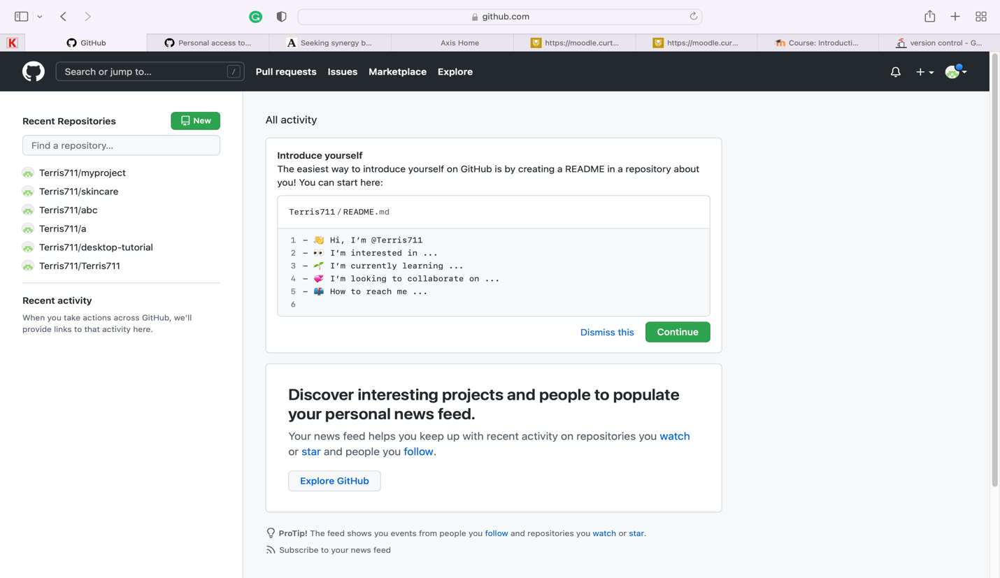 github.com
K
GitHub
Personal access to...
A Seeking synergy b...
Axis Home
https://moodle.curt...
https://moodle.cur...
Course: Introducti...
version control - G...
Search or jump to... /
Pull requests Issues Marketplace Explore
Recent Repositories
New
Find a repository...
Terris711/myproject
Terris711/skincare
Terris711/abc
Terris711/a
Terris711/desktop-tutorial
Terris711/Terris711
Recent activity
When you take actions across GitHub, we’ll
provide links to that activity here.
All activity
Introduce yourself
The easiest way to introduce yourself on GitHub is by creating a README in a repository about
you! You can start here:
Terris711/README.md
1 - 👋 Hi, I’m @Terris711
2 - 👀 I’m interested in ...
3 - 🌱 I’m currently learning ...
4 - 💞️ I’m looking to collaborate on ...
5 - 📫 How to reach me ...
6
Dismiss this
Continue
Discover interesting projects and people to populate
your personal news feed.
Your news feed helps you keep up with recent activity on repositories you watch
or star and people you follow.
Explore GitHub
ProTip! The feed shows you events from people you follow and repositories you watch or star.
Subscribe to your news feed